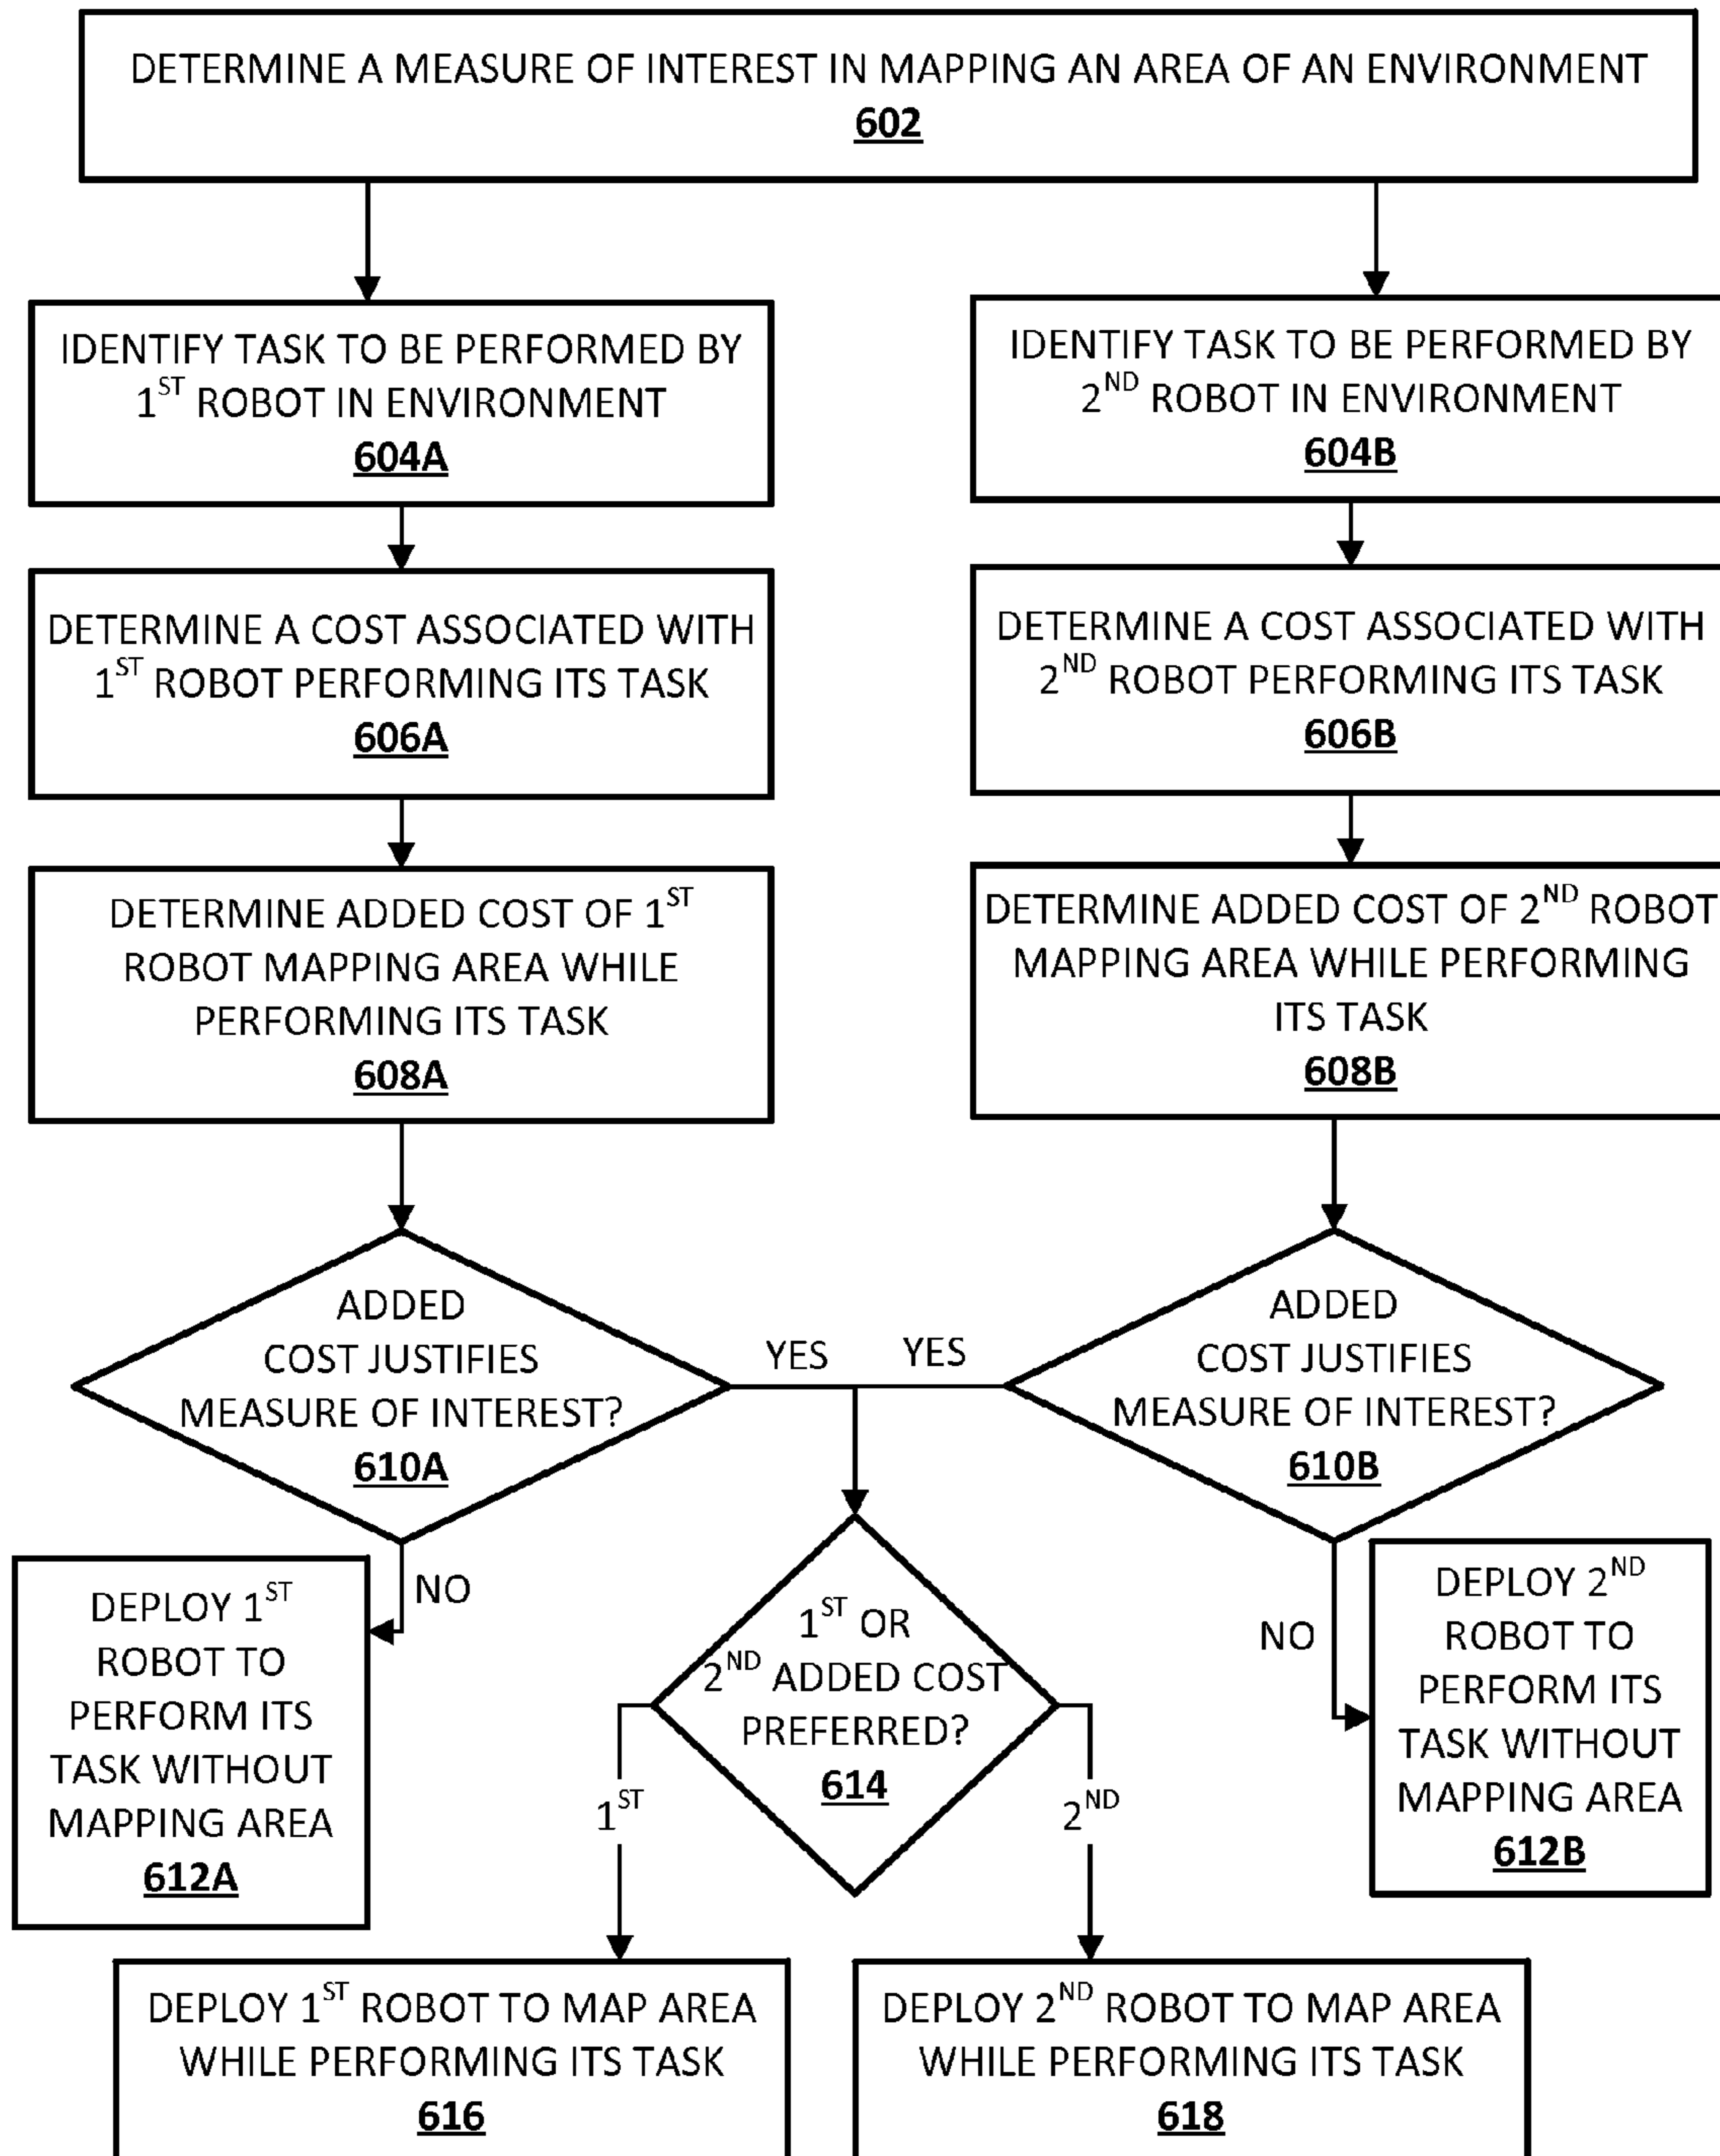 DETERMINE A MEASURE OF INTEREST IN MAPPING AN AREA OF AN ENVIRONMENT
602
IDENTIFY TASK TO BE PERFORMED BY
1ST ROBOT IN ENVIRONMENT
604A
IDENTIFY TASK TO BE PERFORMED BY
2ND ROBOT IN ENVIRONMENT
604B
DETERMINE A COST ASSOCIATED WITH
1ST ROBOT PERFORMING ITS TASK
606A
DETERMINE A COST ASSOCIATED WITH
2ND ROBOT PERFORMING ITS TASK
606B
DETERMINE ADDED COST OF 1ST
ROBOT MAPPING AREA WHILE
PERFORMING ITS TASK
608A
DETERMINE ADDED COST OF 2ND ROBOT
MAPPING AREA WHILE PERFORMING
ITS TASK
608B
ADDED
COST JUSTIFIES
MEASURE OF INTEREST?
610A
YES
YES
ADDED
COST JUSTIFIES
MEASURE OF INTEREST?
610B
NO
DEPLOY 1ST
ROBOT TO
PERFORM ITS
TASK WITHOUT
MAPPING AREA
612A
1ST OR
2ND ADDED COST
PREFERRED?
614
NO
DEPLOY 2ND
ROBOT TO
PERFORM ITS
TASK WITHOUT
MAPPING AREA
612B
1ST
2ND
DEPLOY 1ST ROBOT TO MAP AREA
WHILE PERFORMING ITS TASK
616
DEPLOY 2ND ROBOT TO MAP AREA
WHILE PERFORMING ITS TASK
618